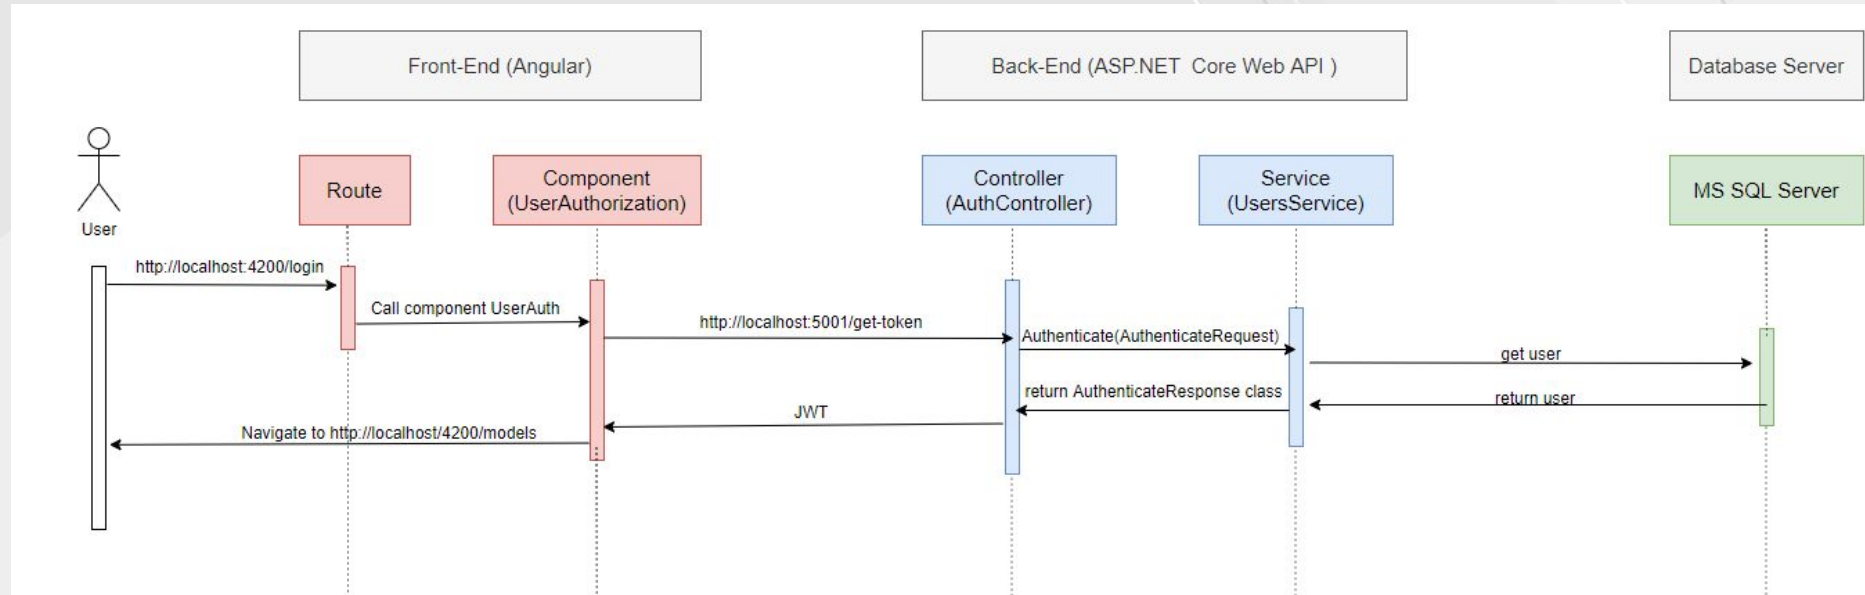 Front-End (Angular)
Back-End (ASP.NET Core Web API )
Database Server
User
Route
Component
(UserAuthorization)
Controller
(AuthController)
Service
(UsersService)
MS SQL Server
http://localhost:4200/login
Call component UserAuth
http://localhost:5001/get-token
Authenticate(AuthenticateRequest)
get user
return user
return AuthenticateResponse class
JWT
Navigate to http://localhost/4200/models